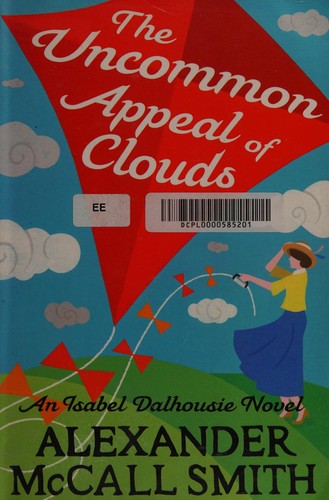 The
Uncommon
Appeal of
Clouds
EE
DCPL0000585201
An Isabel Dalhousie Novel
ALEXANDER
McCALL SMITH